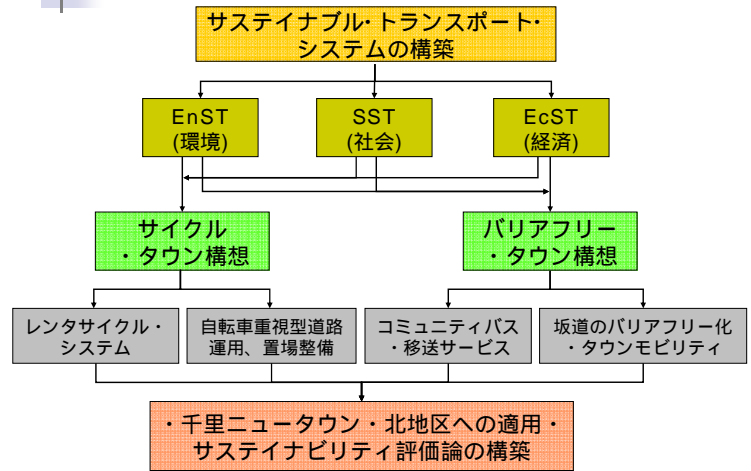 サステイナブル・トランスポート・
システムの構築
EnST
(環境)
SST
(社会)
EcST
(経済)
サイクル
・タウン構想
バリアフリー
・タウン構想
レンタサイクル・
システム
自転車重視型道路
運用、置場整備
コミュニティバス
・移送サービス
坂道のバリアフリー化
・タウンモビリティ
・千里ニュータウン・北地区への適用・
サステイナビリティ評価論の構築